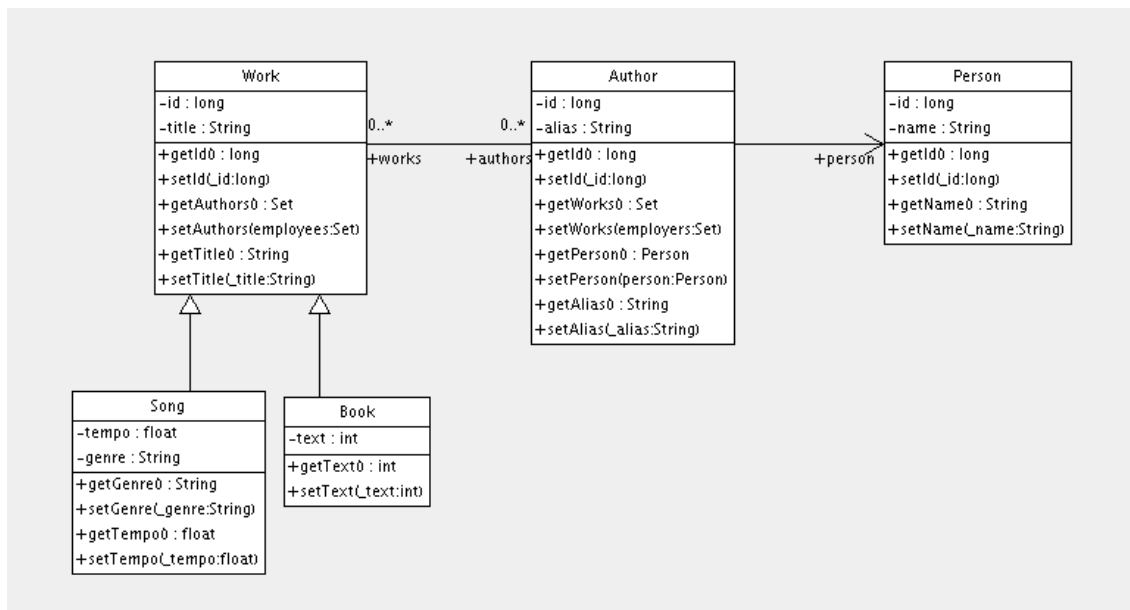 Work
-id : long
-title : String
+getId() : long
+setId(_id:long)
+getAuthors() : Set
+setAuthors(employees:Set)
+getTitle() : String
+setTitle(_title:String)
0..*
+works
0..*
+authors
Author
-id : long
-alias : String
+getId() : long
+setId(_id:long)
+getWorks() : Set
+setWorks(employers:Set)
+getPerson() : Person
+setPerson(person:Person)
+getAlias() : String
+setAlias(_alias:String)
+person
Person
-id : long
-name : String
+getId() : long
+setId(_id:long)
+getName() : String
+setName(_name:String)
Song
-tempo : float
-genre : String
+getGenre() : String
+setGenre(_genre:String)
+getTempo() : float
+setTempo(_tempo:float)
Book
-text : int
+getText() : int
+setText(_text:int)